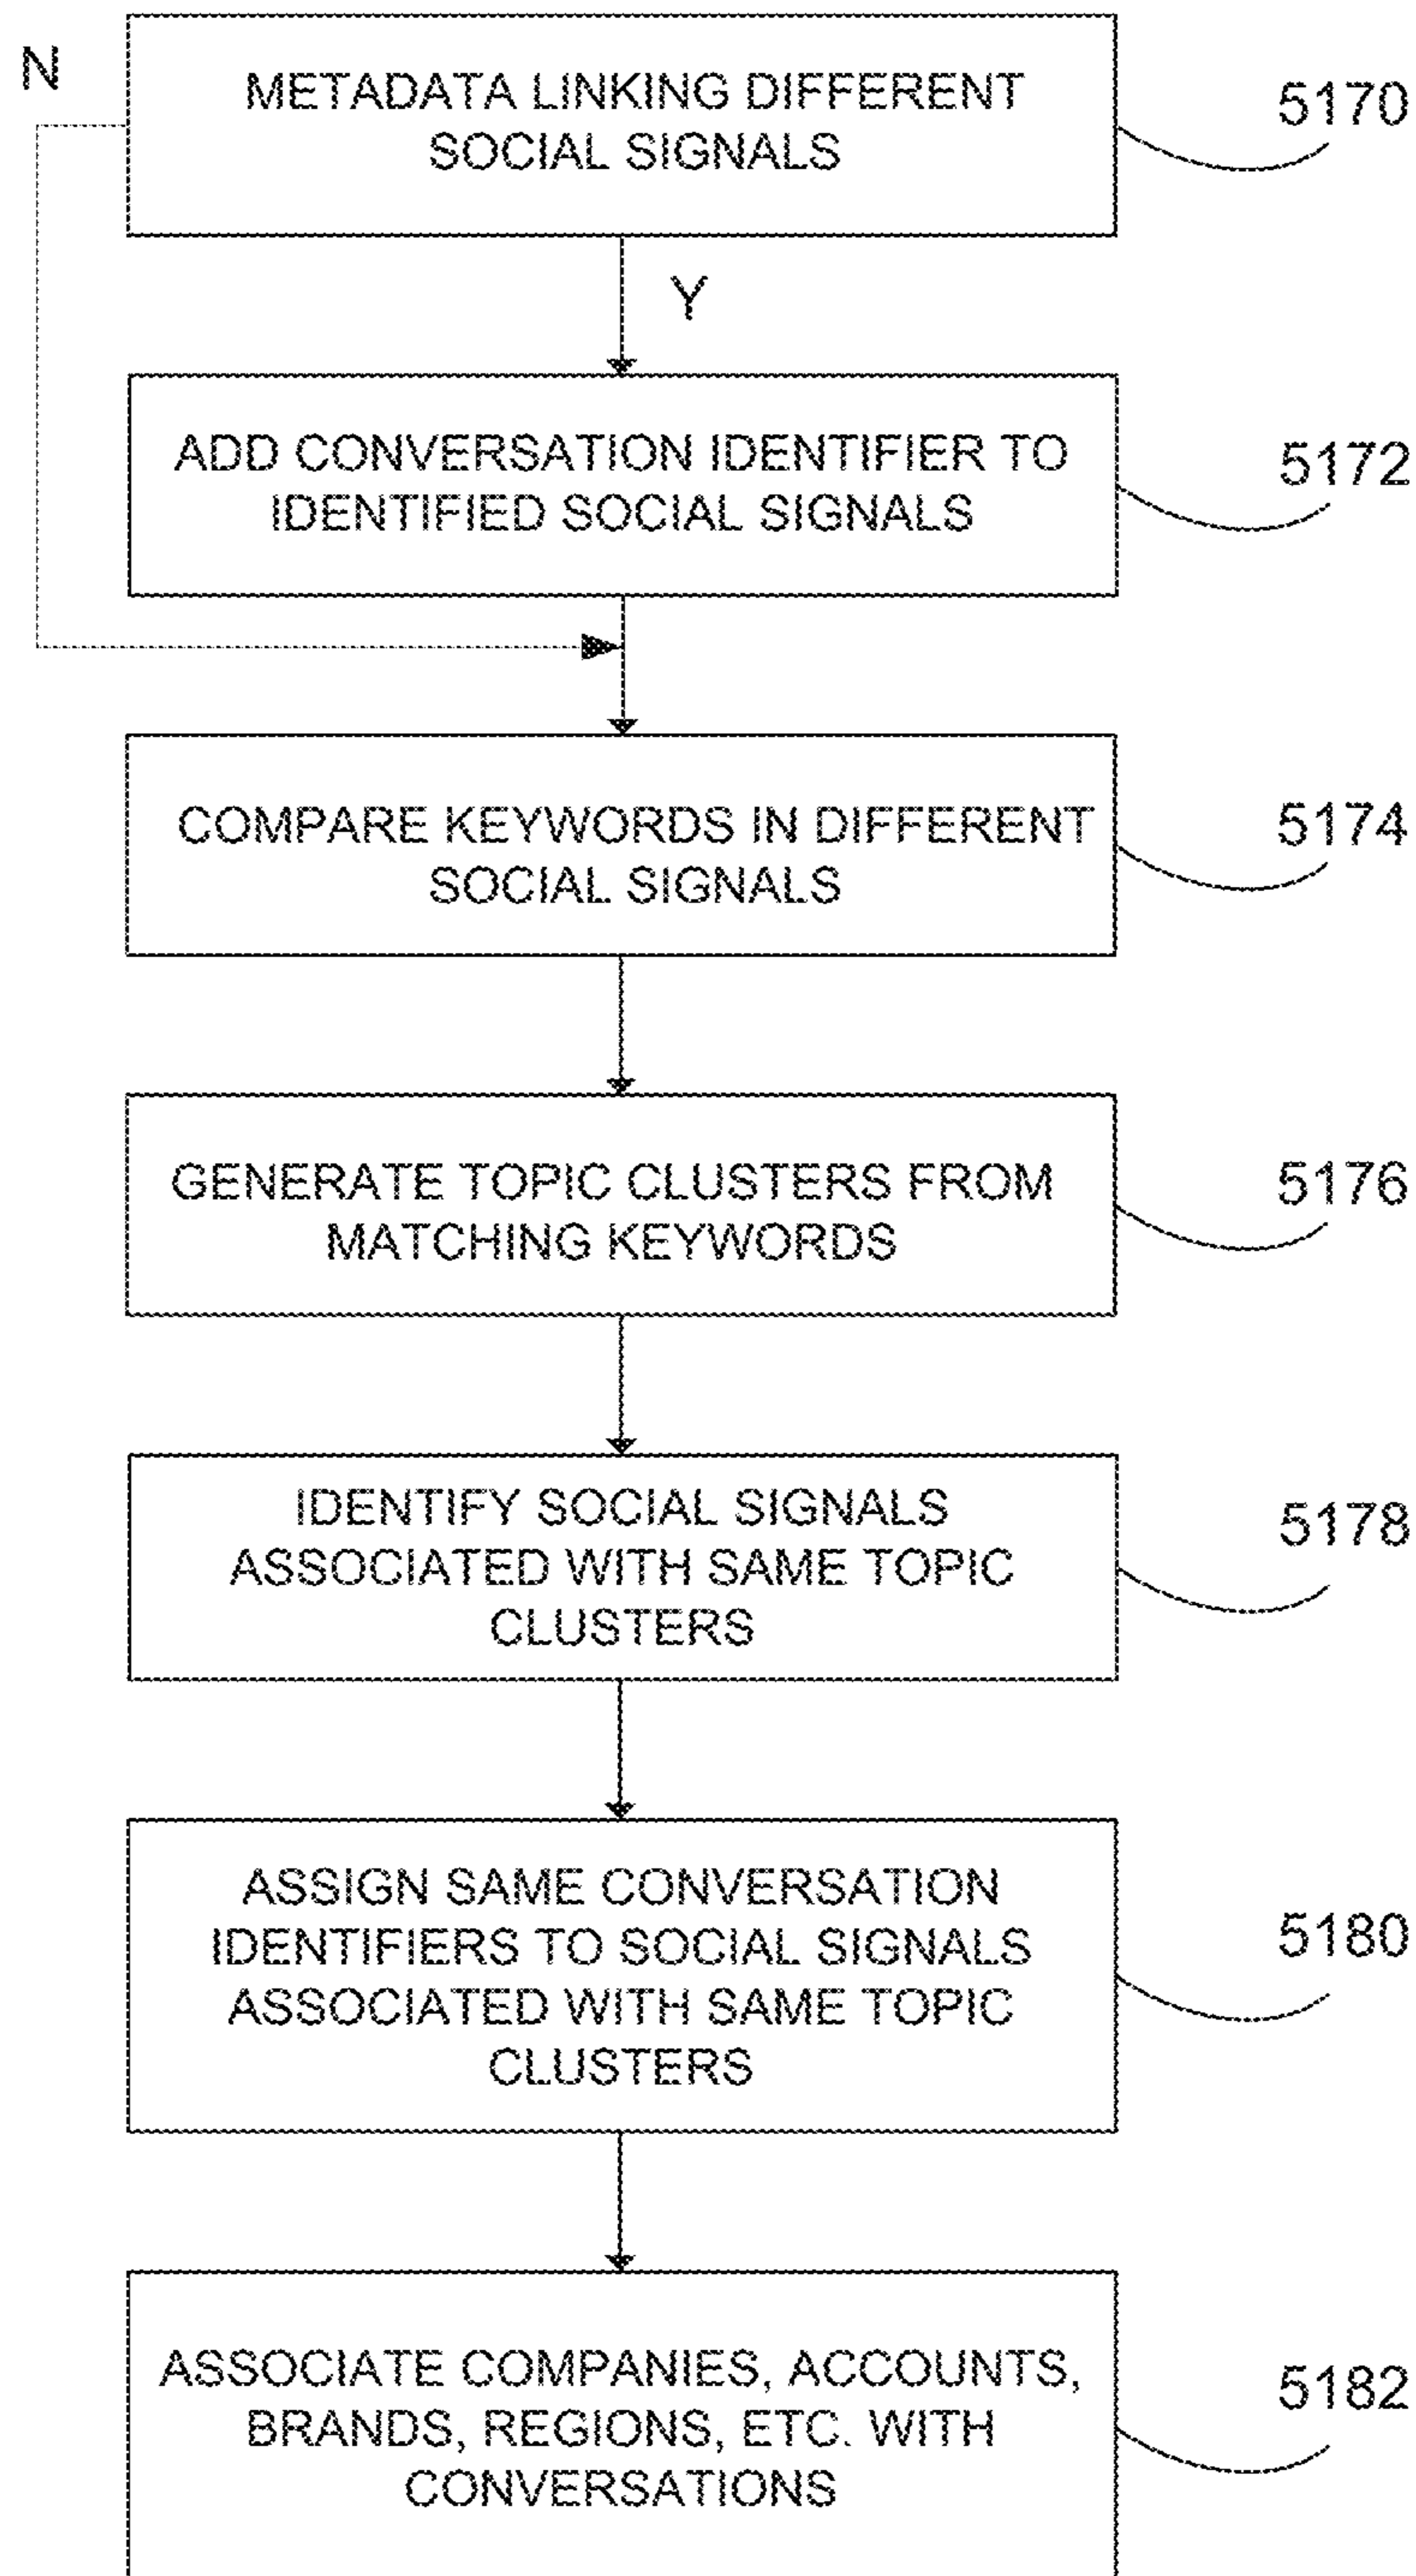 N
METADATA LINKING DIFFERENT
SOCIAL SIGNALS
5170
Y
ADD CONVERSATION IDENTIFIER TO
IDENTIFIED SOCIAL SIGNALS
5172
COMPARE KEYWORDS IN DIFFERENT
SOCIAL SIGNALS
5174
GENERATE TOPIC CLUSTERS FROM
MATCHING KEYWORDS
5176
IDENTIFY SOCIAL SIGNALS
ASSOCIATED WITH SAME TOPIC
CLUSTERS
5178
ASSIGN SAME CONVERSATION
IDENTIFIERS TO SOCIAL SIGNALS
ASSOCIATED WITH SAME TOPIC
CLUSTERS
5180
ASSOCIATE COMPANIES, ACCOUNTS,
BRANDS, REGIONS, ETC. WITH
CONVERSATIONS
5182